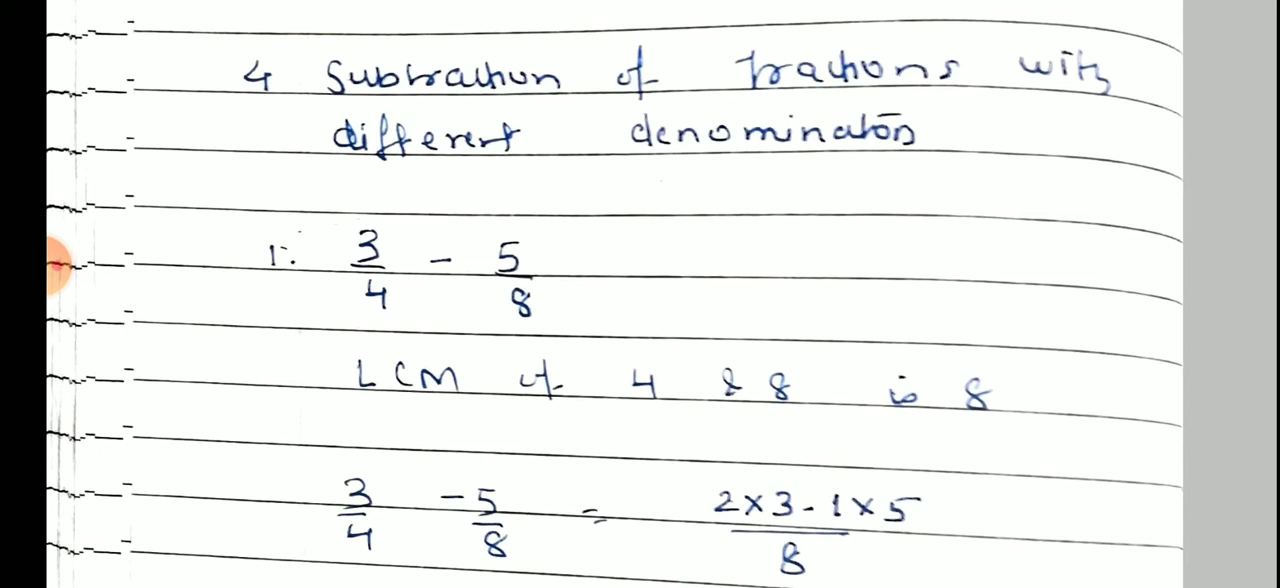 4 Subtraction of fractions with
different denominators
1. 3/4 - 5/8
LCM of 4 & 8 is 8
3/4 - 5/8 = 2×3-1×5/8